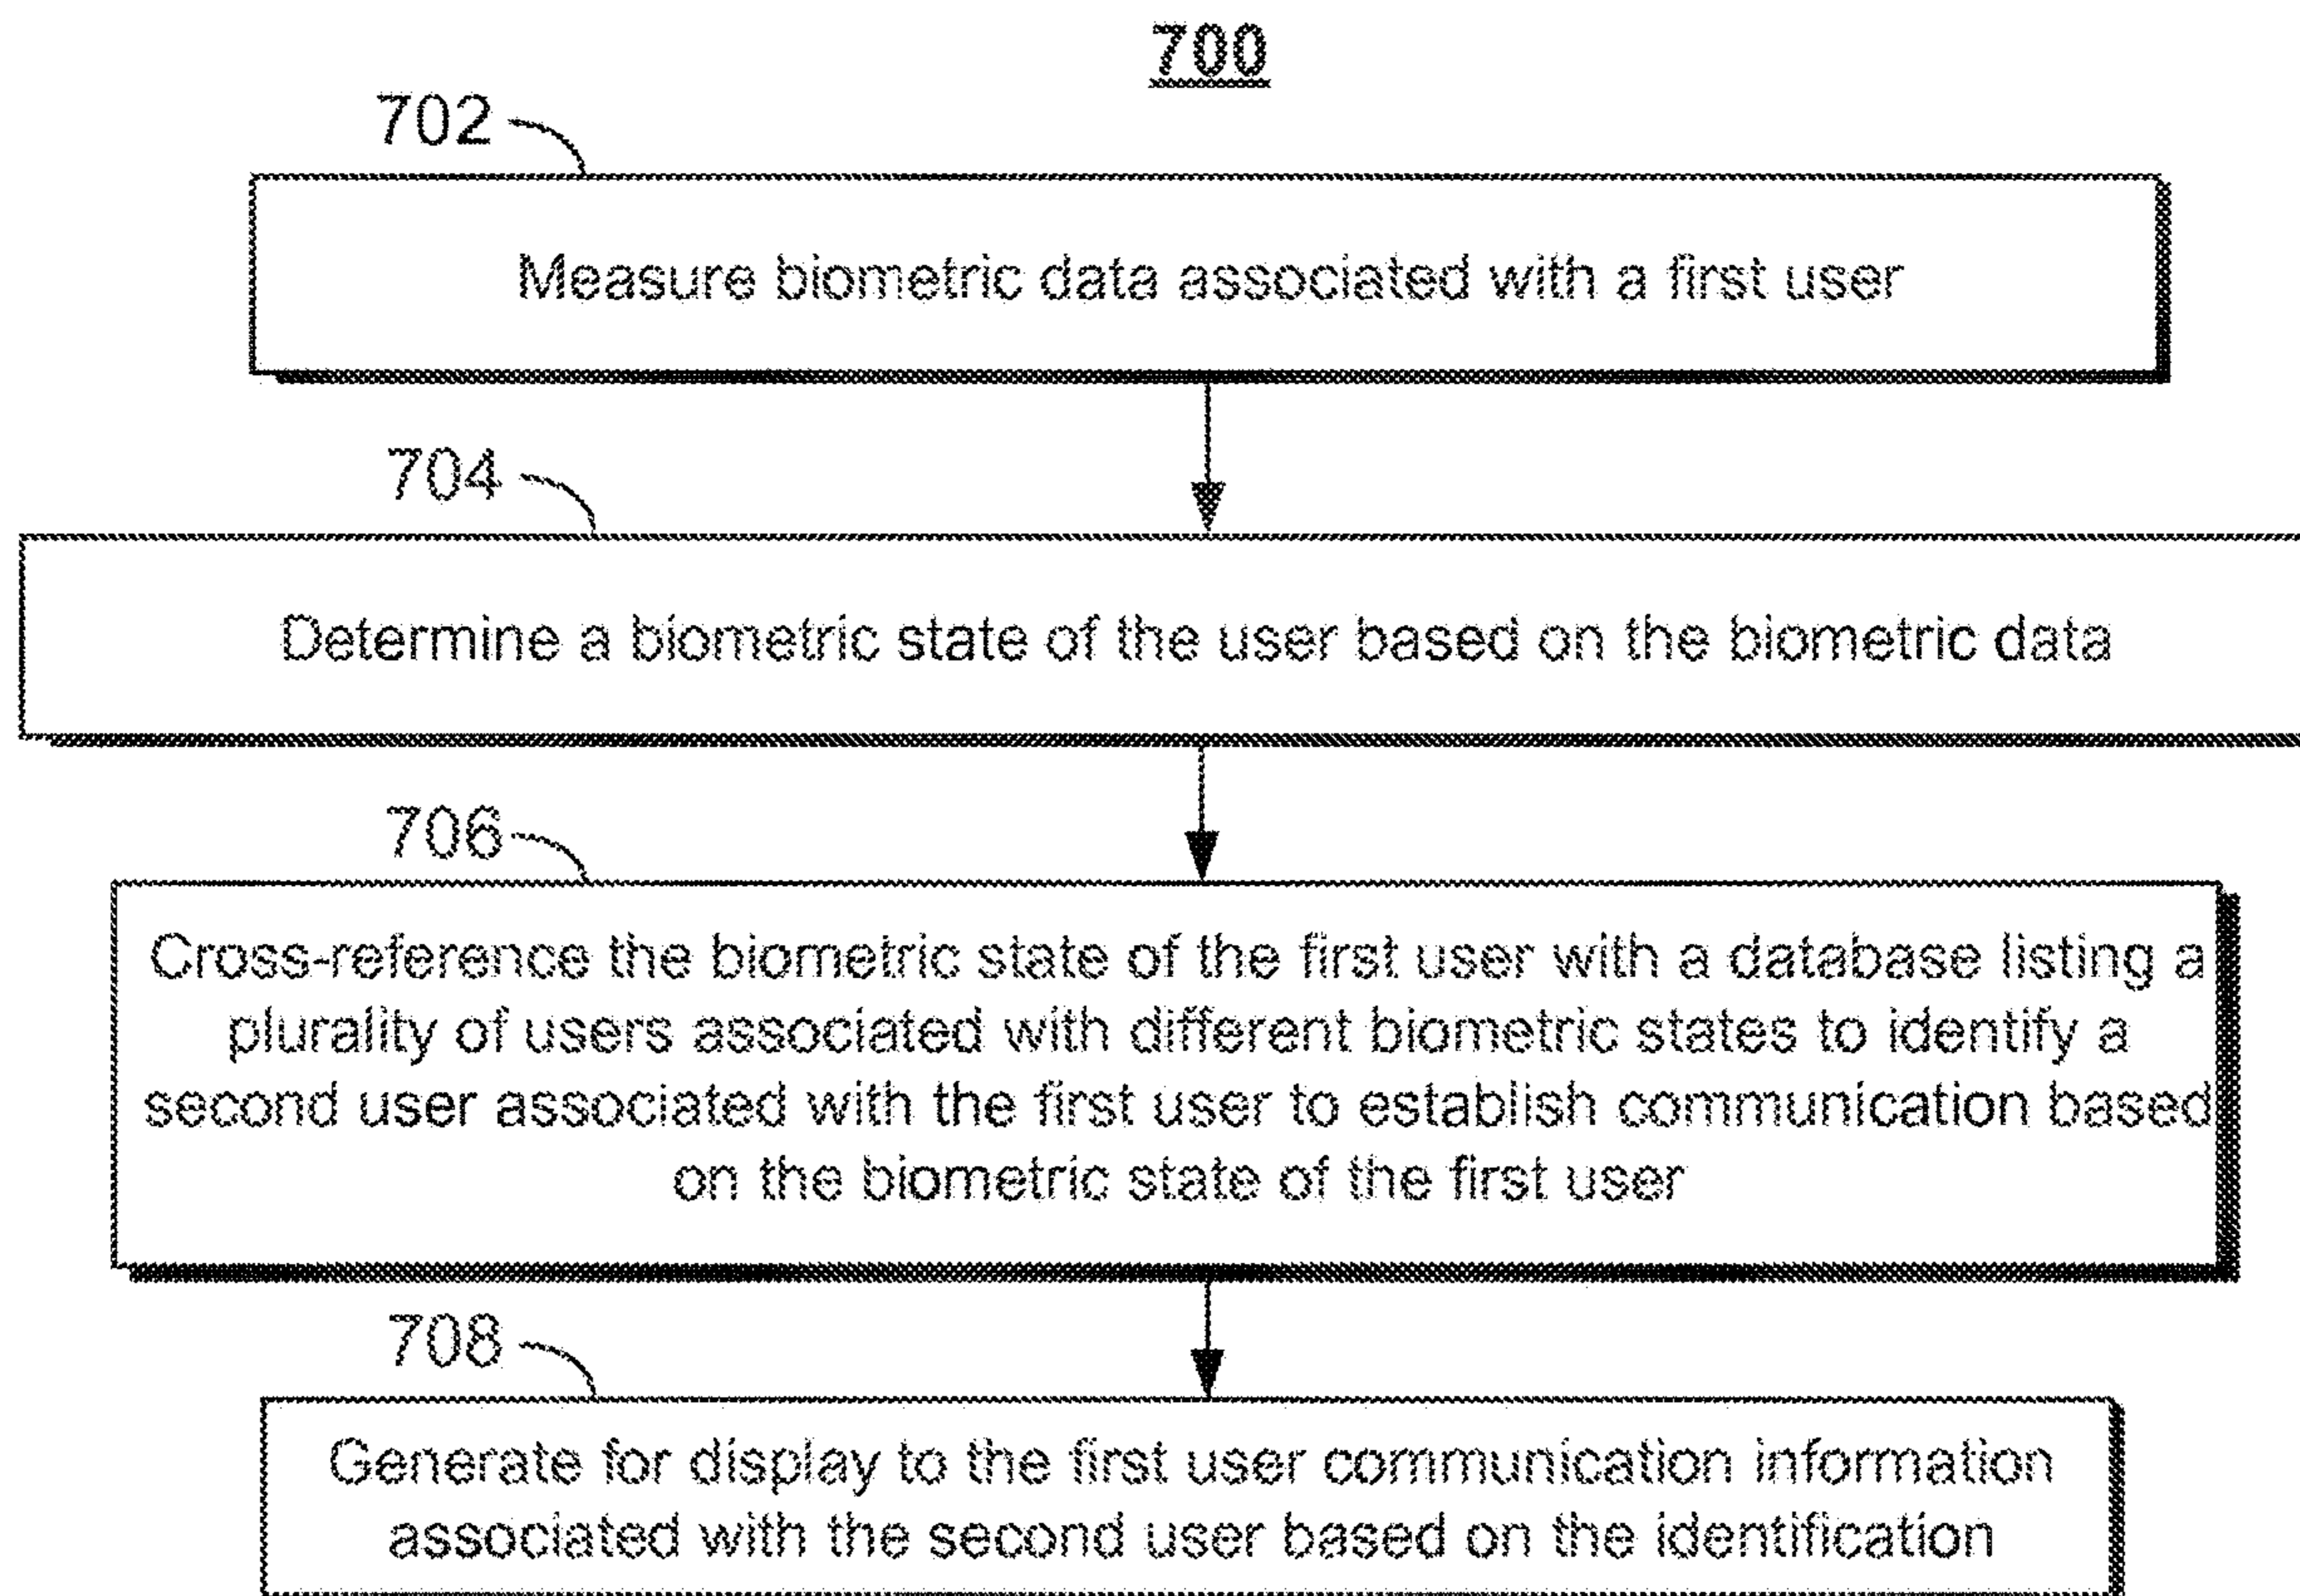 700
702
Measure biometric data associated with a first user
704
Determine a biometric state of the user based on the biometric data
706
Cross-reference the biometric state of the first user with a database listing a
plurality of users associated with different biometric states to identify a
second user associated with the first user to establish communication based
on the biometric state of the first user
708
Generate for display to the first user communication information
associated with the second user based on the identification